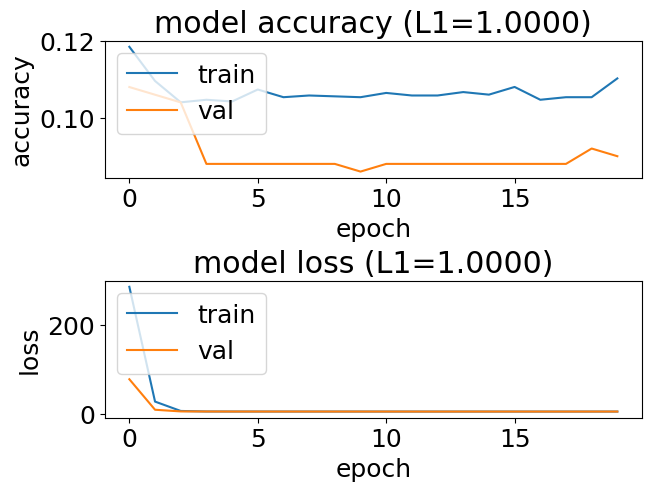 model accuracy (L1=1.0000)
0.12
0.10
accuracy
train
val
0 5 10 15
epoch
model loss (L1=1.0000)
200
0
loss
train
val
0 5 10 15
epoch